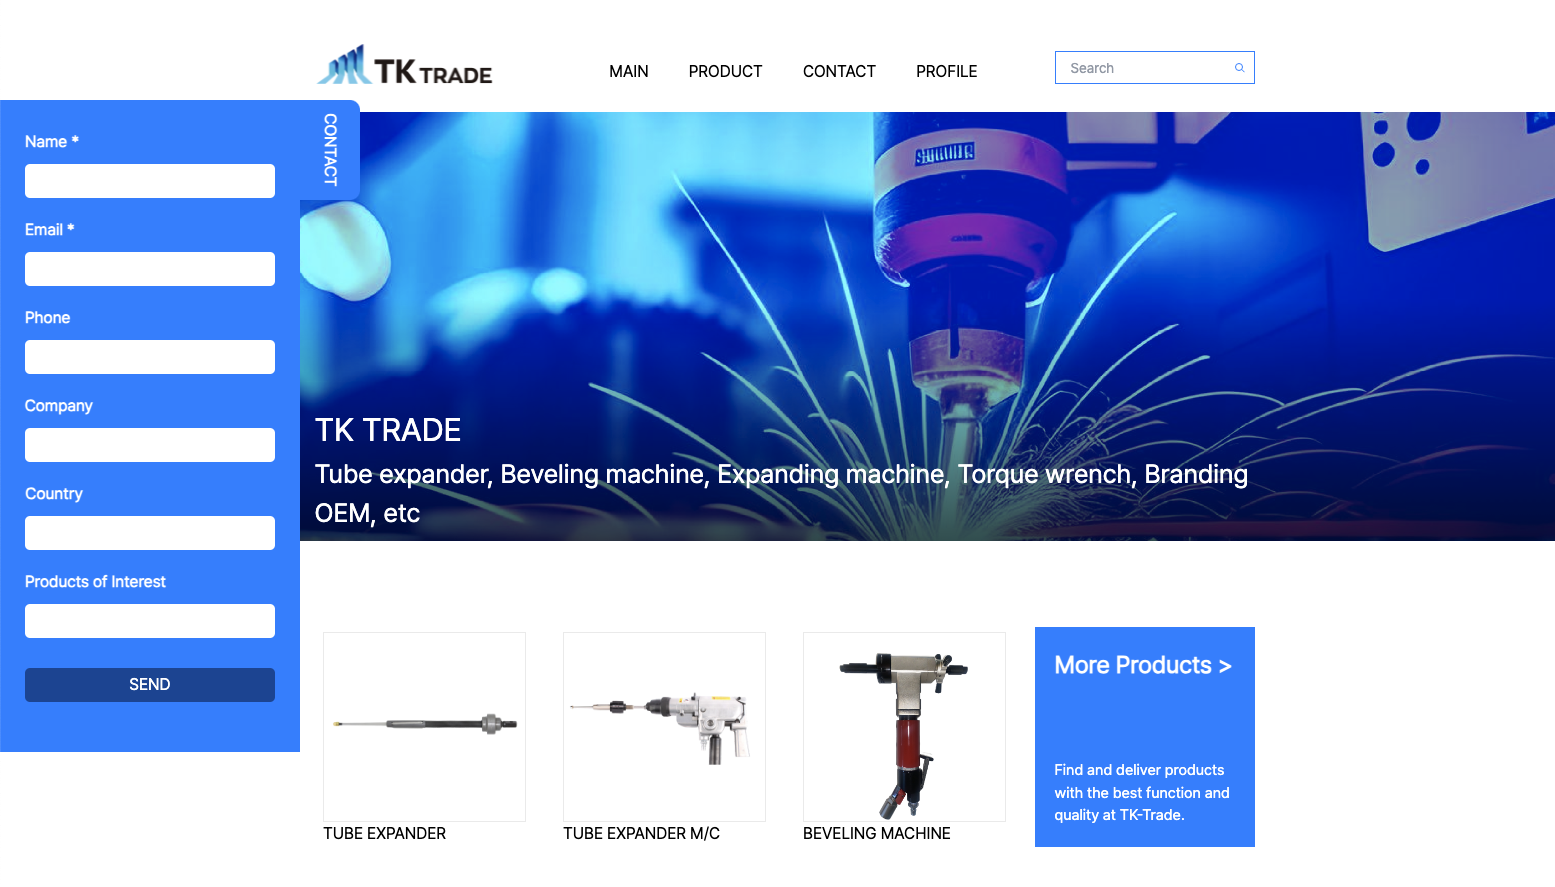 TK TRADE
MAIN
PRODUCT
CONTACT
PROFILE
Search
CONTACT
Name *
Email *
Phone
Company
Country
Products of Interest
SEND
TK TRADE
Tube expander, Beveling machine, Expanding machine, Torque wrench, Branding
OEM, etc
TUBE EXPANDER
TUBE EXPANDER M/C
BEVELING MACHINE
More Products >
Find and deliver products
with the best function and
quality at TK-Trade.